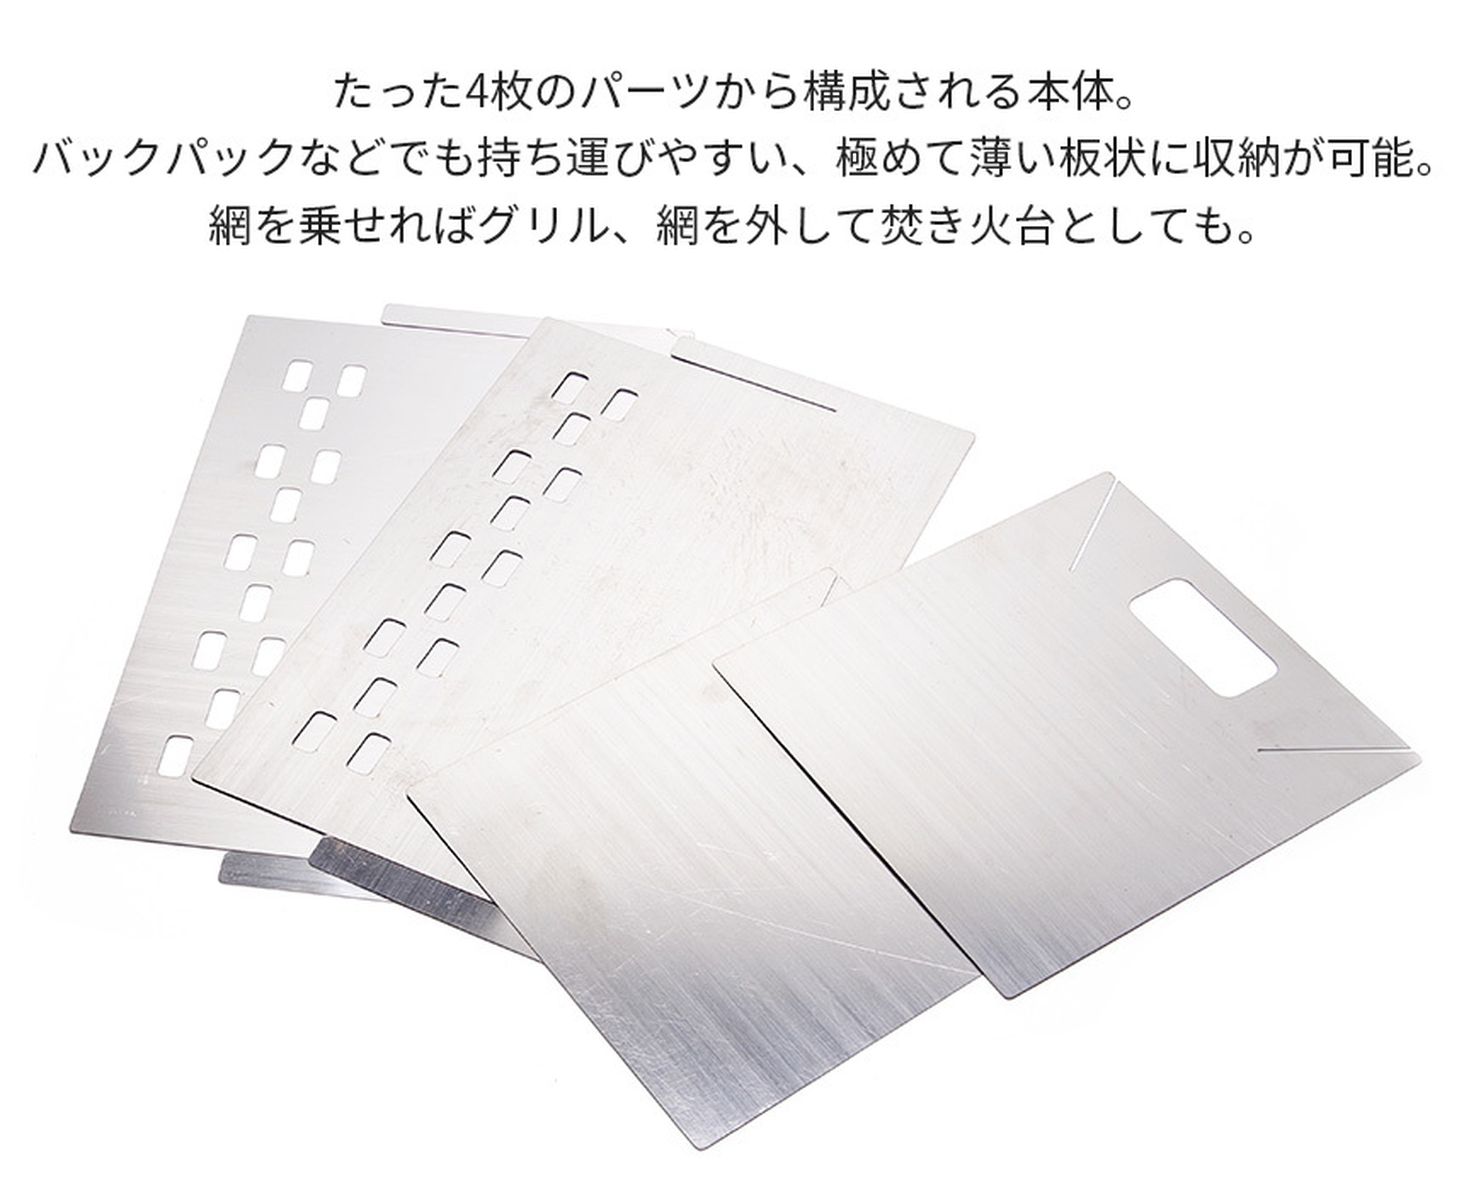 たった4枚のパーツから構成される本体。
バックパックなどでも持ち運びやすい、極めて薄い板状に収納が可能。
網を乗せればグリル、網を外して焚き火台としても。